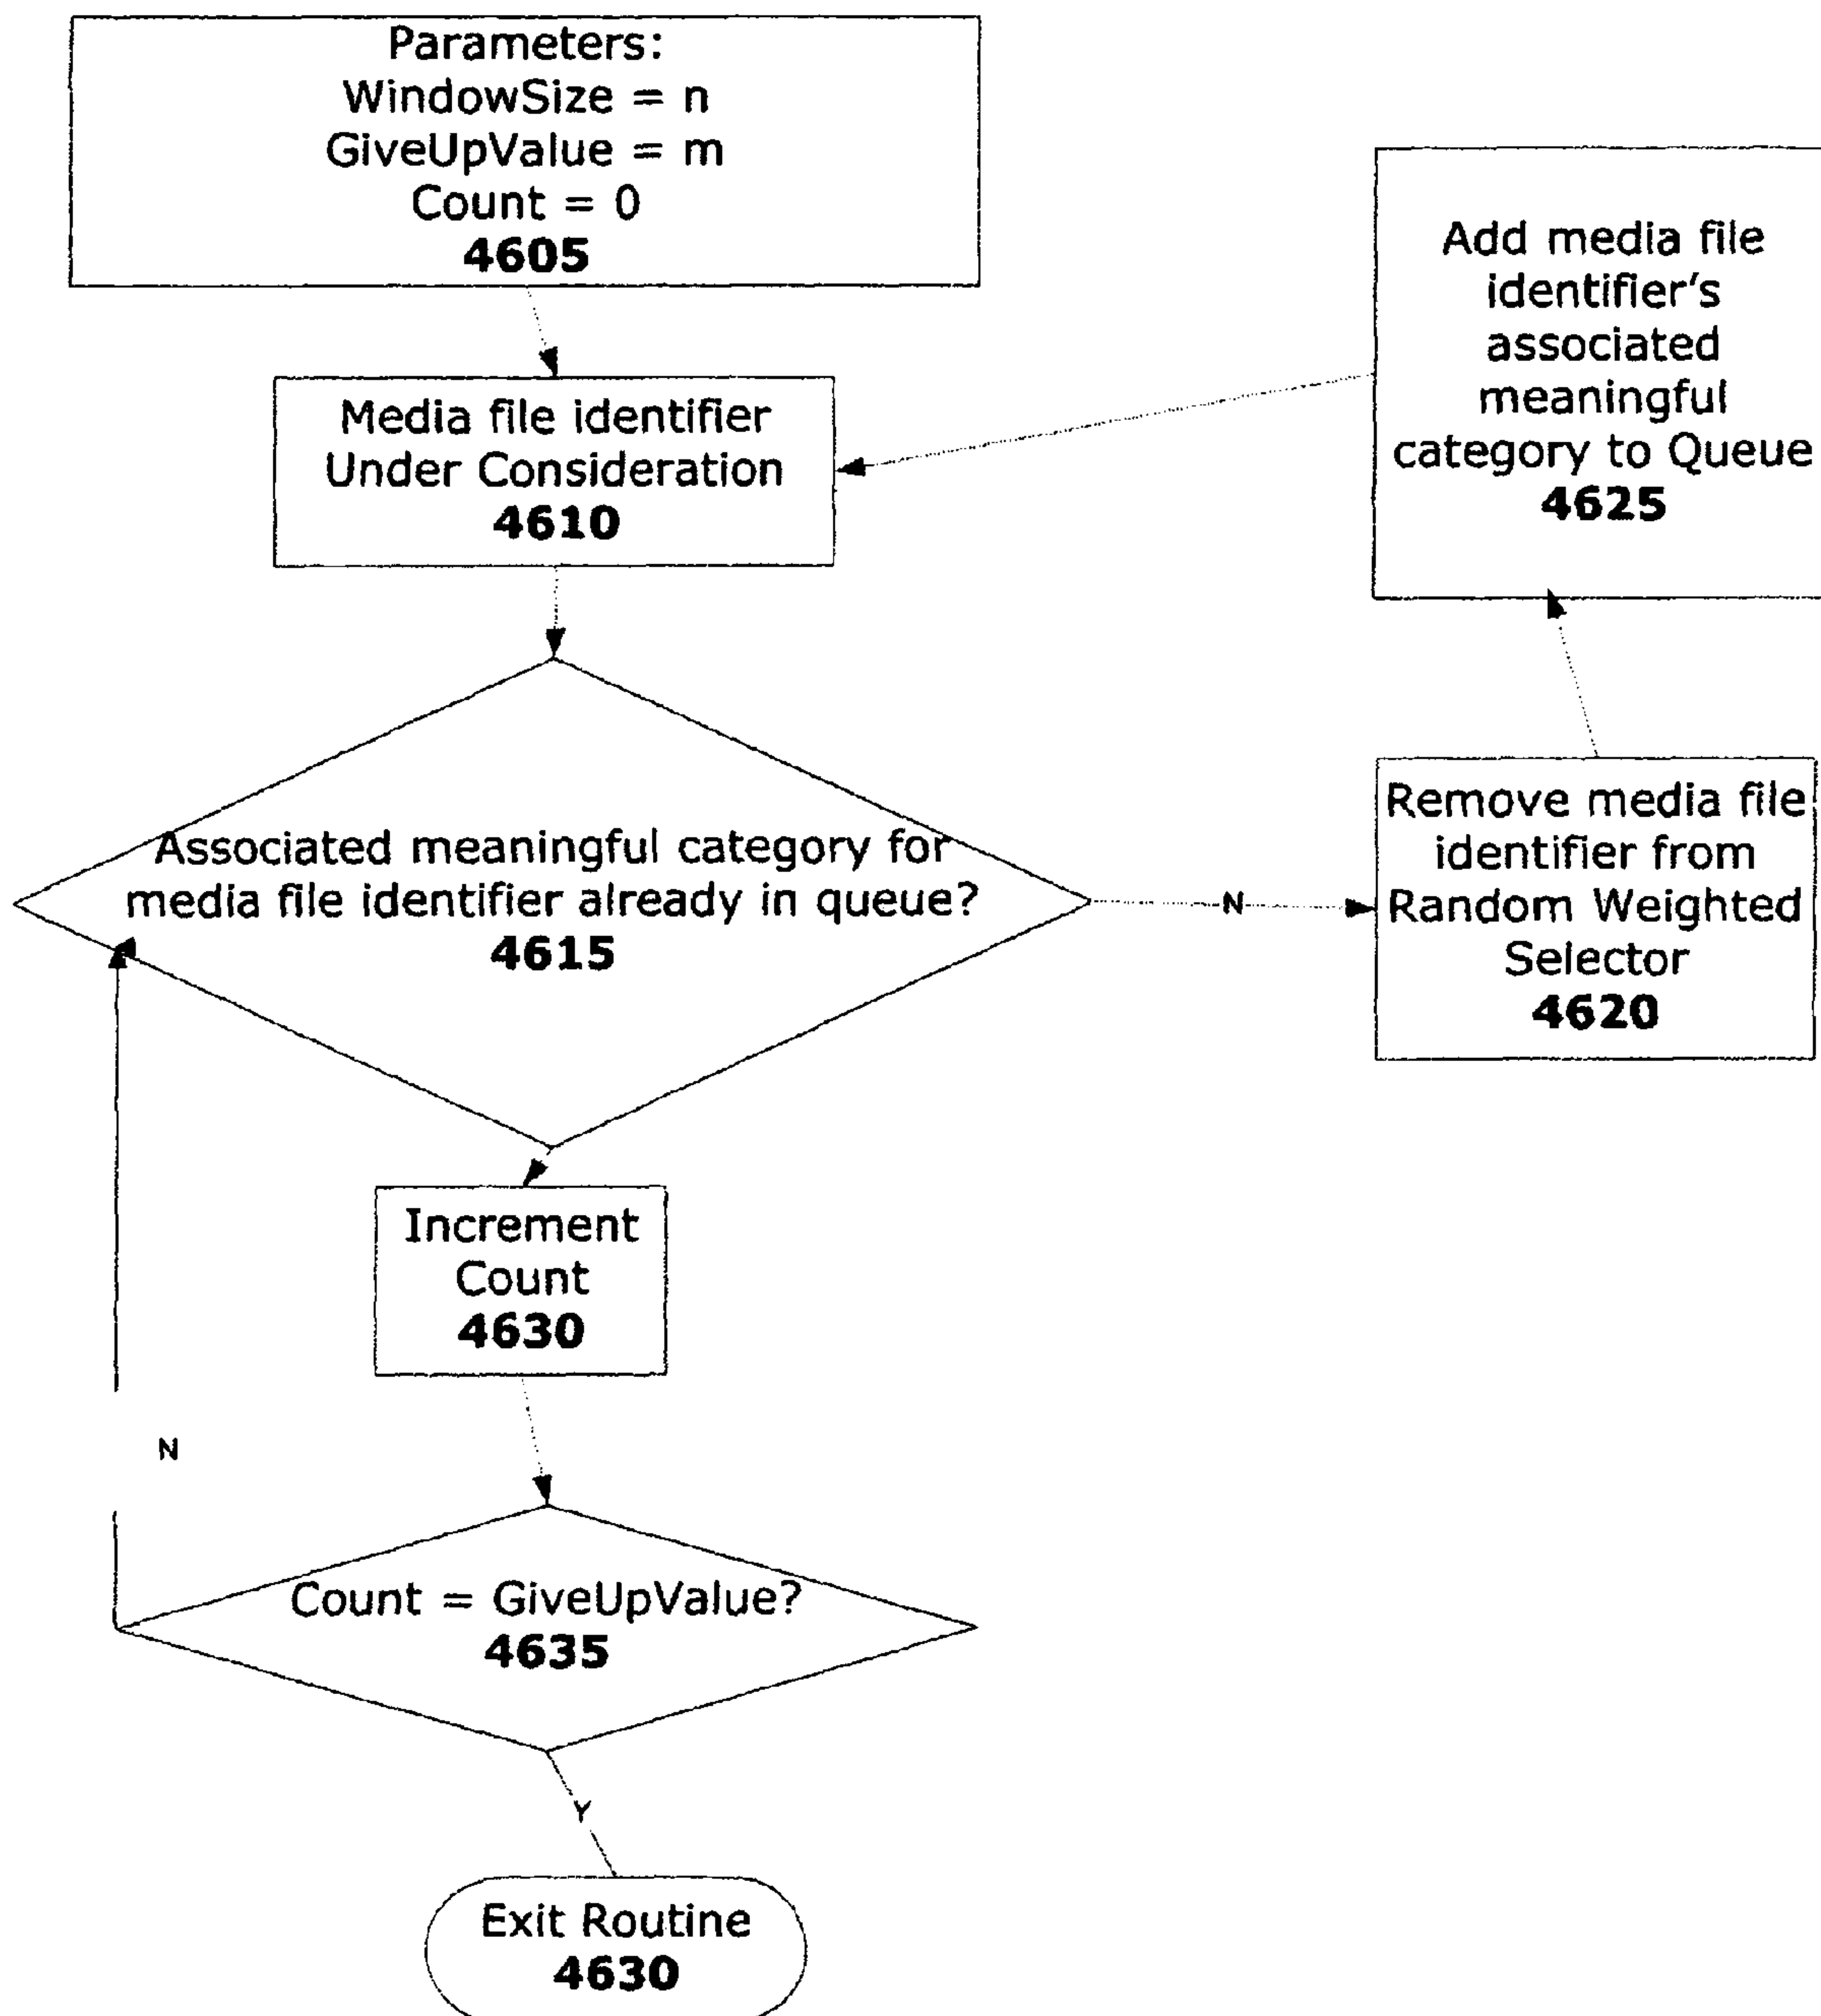 Parameters:
WindowSize = n
GiveUpValue = m
Count = 0
4605
Media file identifier
Under Consideration
4610
Add media file
identifier's
associated
meaningful
category to Queue
4625
Associated meaningful category for
media file identifier already in queue?
4615
N
Remove media file
identifier from
Random Weighted
Selector
4620
Increment
Count
4630
N
Count = GiveUpValue?
4635
Y
Exit Routine
4630